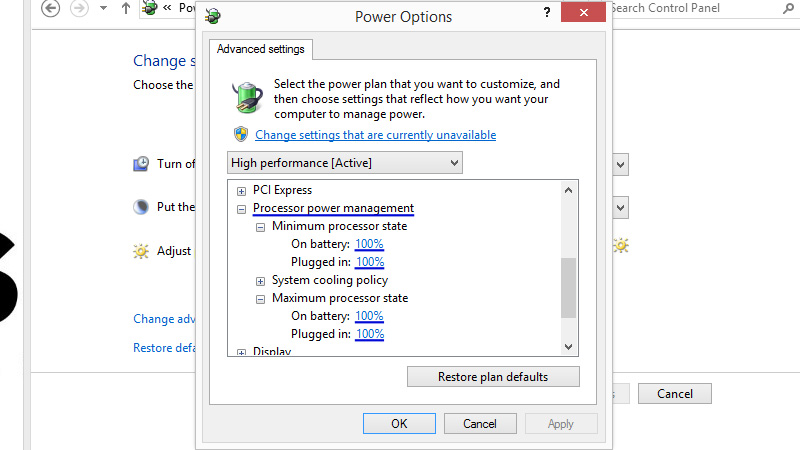 Power Options
?
« Pow
Search Control Panel
Advanced settings
Change s
Choose the
Select the power plan that you want to customize, and
then choose settings that reflect how you want your
computer to manage power.
Change settings that are currently unavailable
Turn of
High performance [Active]
PCI Express
Put the
Processor power management
Minimum processor state
On battery: 100%
Adjust
Plugged in: 100%
System cooling policy
Maximum processor state
On battery: 100%
Change adv
Plugged in: 100%
Restore defa
Display
Restore plan defaults
Cancel
OK
Cancel
Apply